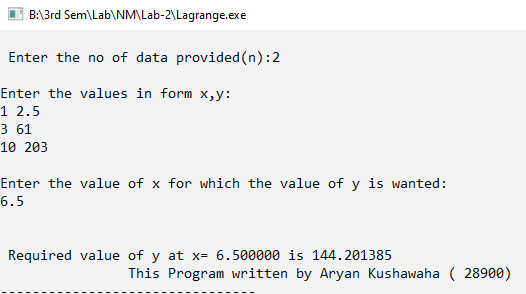 B:\3rd Sem\Lab\NM\Lab-2\Lagrange.exe
Enter the no of data provided(n):2
Enter the values in form x,y:
1 2.5
3 61
10 203
Enter the value of x for which the value of y is wanted:
6.5
Required value of y at x= 6.500000 is 144.201385
This Program written by Aryan Kushawaha ( 28900)
--------------------------------